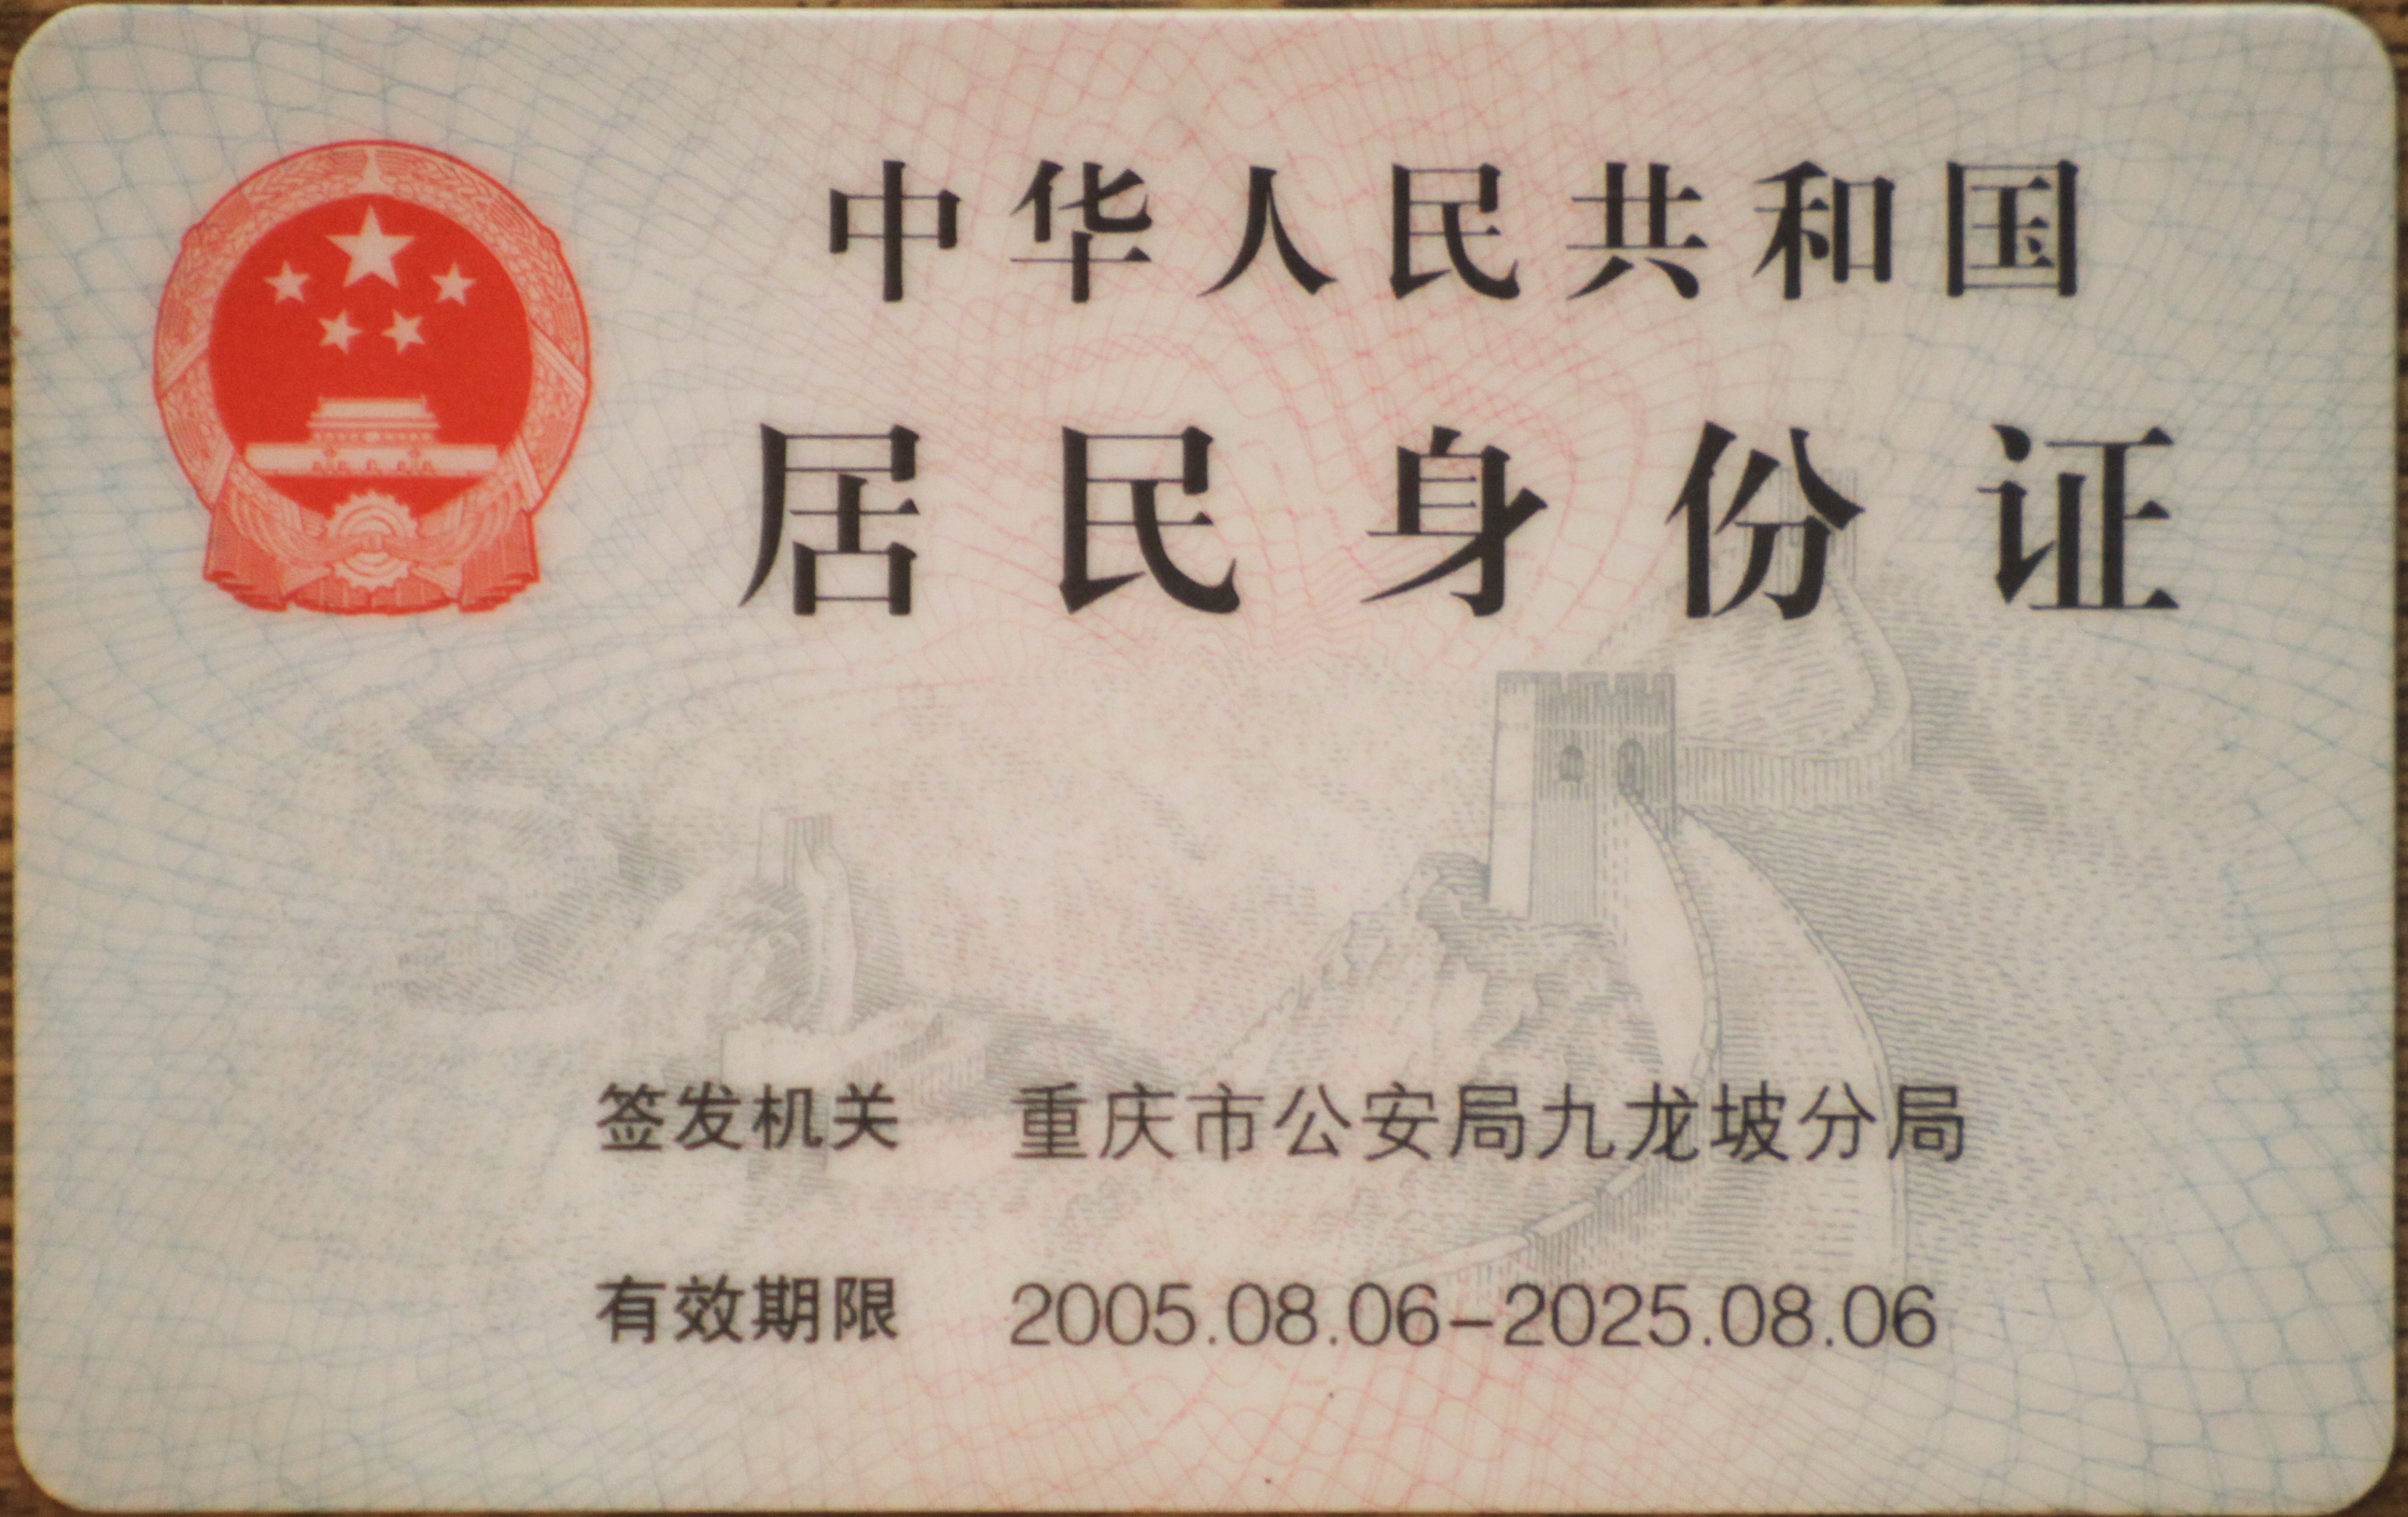 中华人民共和国
居民身份证
签发机关 重庆市公安局九龙坡分局
有效期限 2005.08.06-2025.08.06